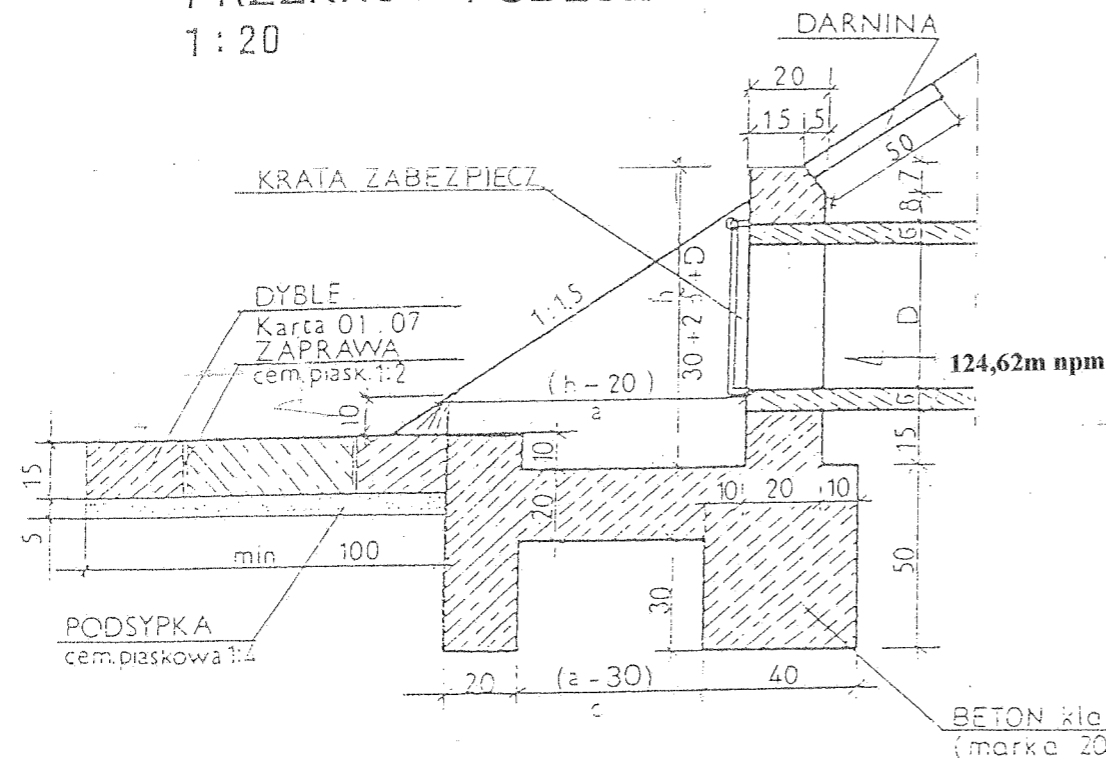 1:20
DARNINA
20
15 5
50
KRATA ZABEZPIECZ.
7
8
6
h
30+2
+D
1:1.5
D
DYBLE
Karta 01.07
ZAPRAWA
cem. piask. 1:2
124,62m npm
(h-20)
a
10
6
15
10
15
10 20 10
20
5
min 100
50
30
PODSYPKA
cem. piaskowa 1:4
20 (a-30) 40
c
BETON kla
(marka 20